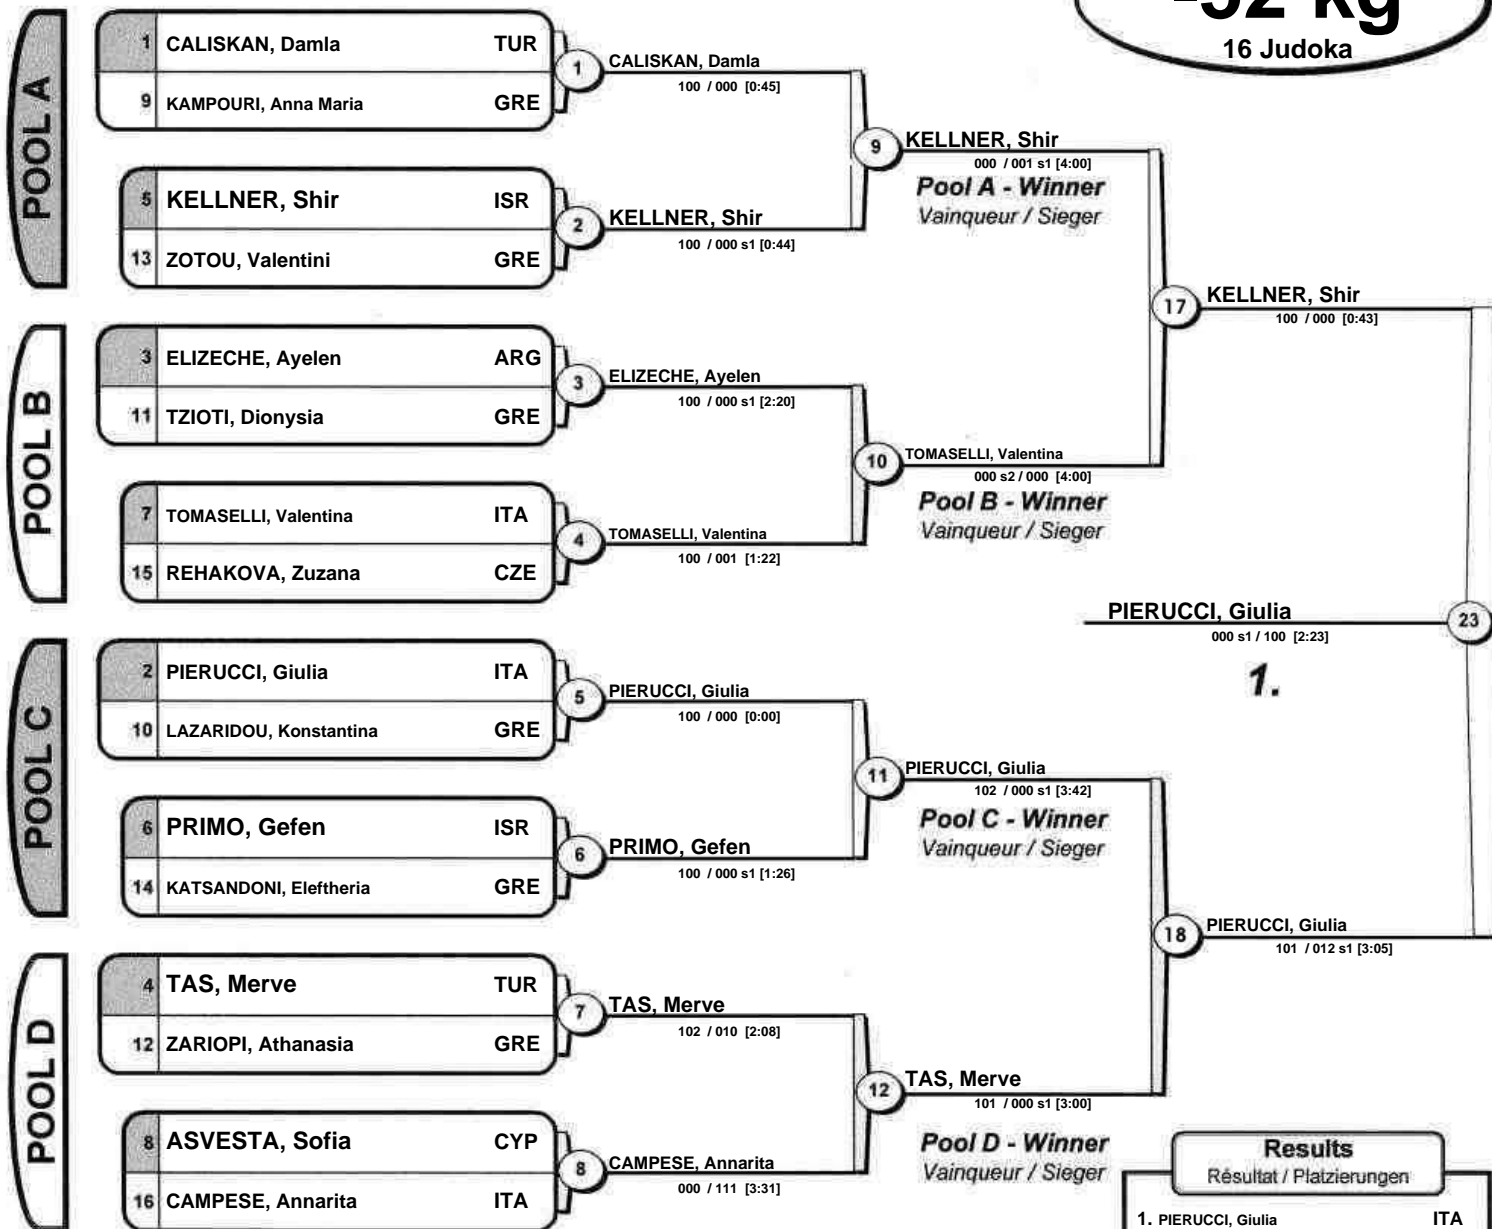 -52 kg
16 Judoka
POOL A
1 CALISKAN, Damla TUR
9 KAMPOURI, Anna Maria GRE
1
CALISKAN, Damla
100 / 000 [0:45]
5 KELLNER, Shir ISR
13 ZOTOU, Valentini GRE
2
KELLNER, Shir
100 / 000 s1 [0:44]
9
KELLNER, Shir
000 / 001 s1 [4:00]
Pool A - Winner
Vainqueur / Sieger
POOL B
3 ELIZECHE, Ayelen ARG
11 TZIOTI, Dionysia GRE
3
ELIZECHE, Ayelen
100 / 000 s1 [2:20]
7 TOMASELLI, Valentina ITA
15 REHAKOVA, Zuzana CZE
4
TOMASELLI, Valentina
100 / 001 [1:22]
10
TOMASELLI, Valentina
000 s2 / 000 [4:00]
Pool B - Winner
Vainqueur / Sieger
17
KELLNER, Shir
100 / 000 [0:43]
POOL C
2 PIERUCCI, Giulia ITA
10 LAZARIDOU, Konstantina GRE
5
PIERUCCI, Giulia
100 / 000 [0:00]
6 PRIMO, Gefen ISR
14 KATSANDONI, Eleftheria GRE
6
PRIMO, Gefen
100 / 000 s1 [1:26]
11
PIERUCCI, Giulia
102 / 000 s1 [3:42]
Pool C - Winner
Vainqueur / Sieger
POOL D
4 TAS, Merve TUR
12 ZARIOPI, Athanasia GRE
7
TAS, Merve
102 / 010 [2:08]
8 ASVESTA, Sofia CYP
16 CAMPESE, Annarita ITA
8
CAMPESE, Annarita
000 / 111 [3:31]
12
TAS, Merve
101 / 000 s1 [3:00]
Pool D - Winner
Vainqueur / Sieger
18
PIERUCCI, Giulia
101 / 012 s1 [3:05]
23
PIERUCCI, Giulia
000 s1 / 100 [2:23]
1.
Results
Résultat / Platzierungen
1. PIERUCCI, Giulia ITA